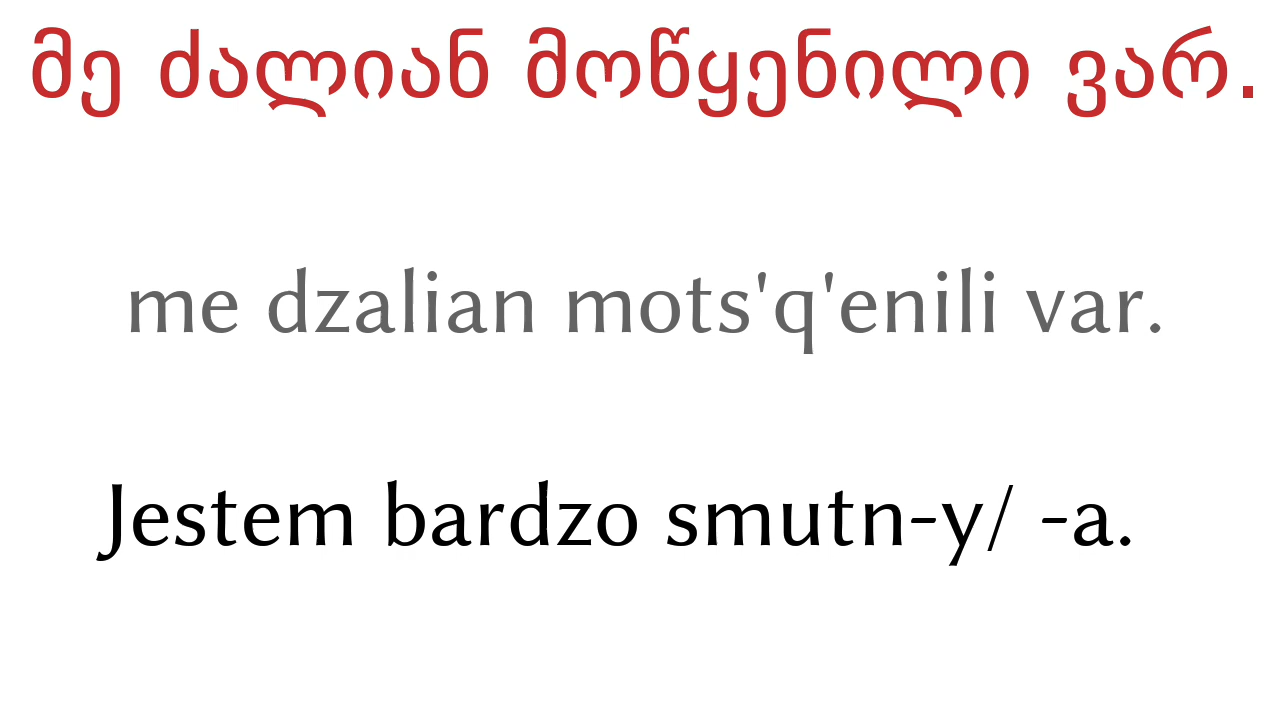 მე ძალიან მოწყენილი ვარ.
me dzalian mots'q'enili var.
Jestem bardzo smutn-y/ -a.